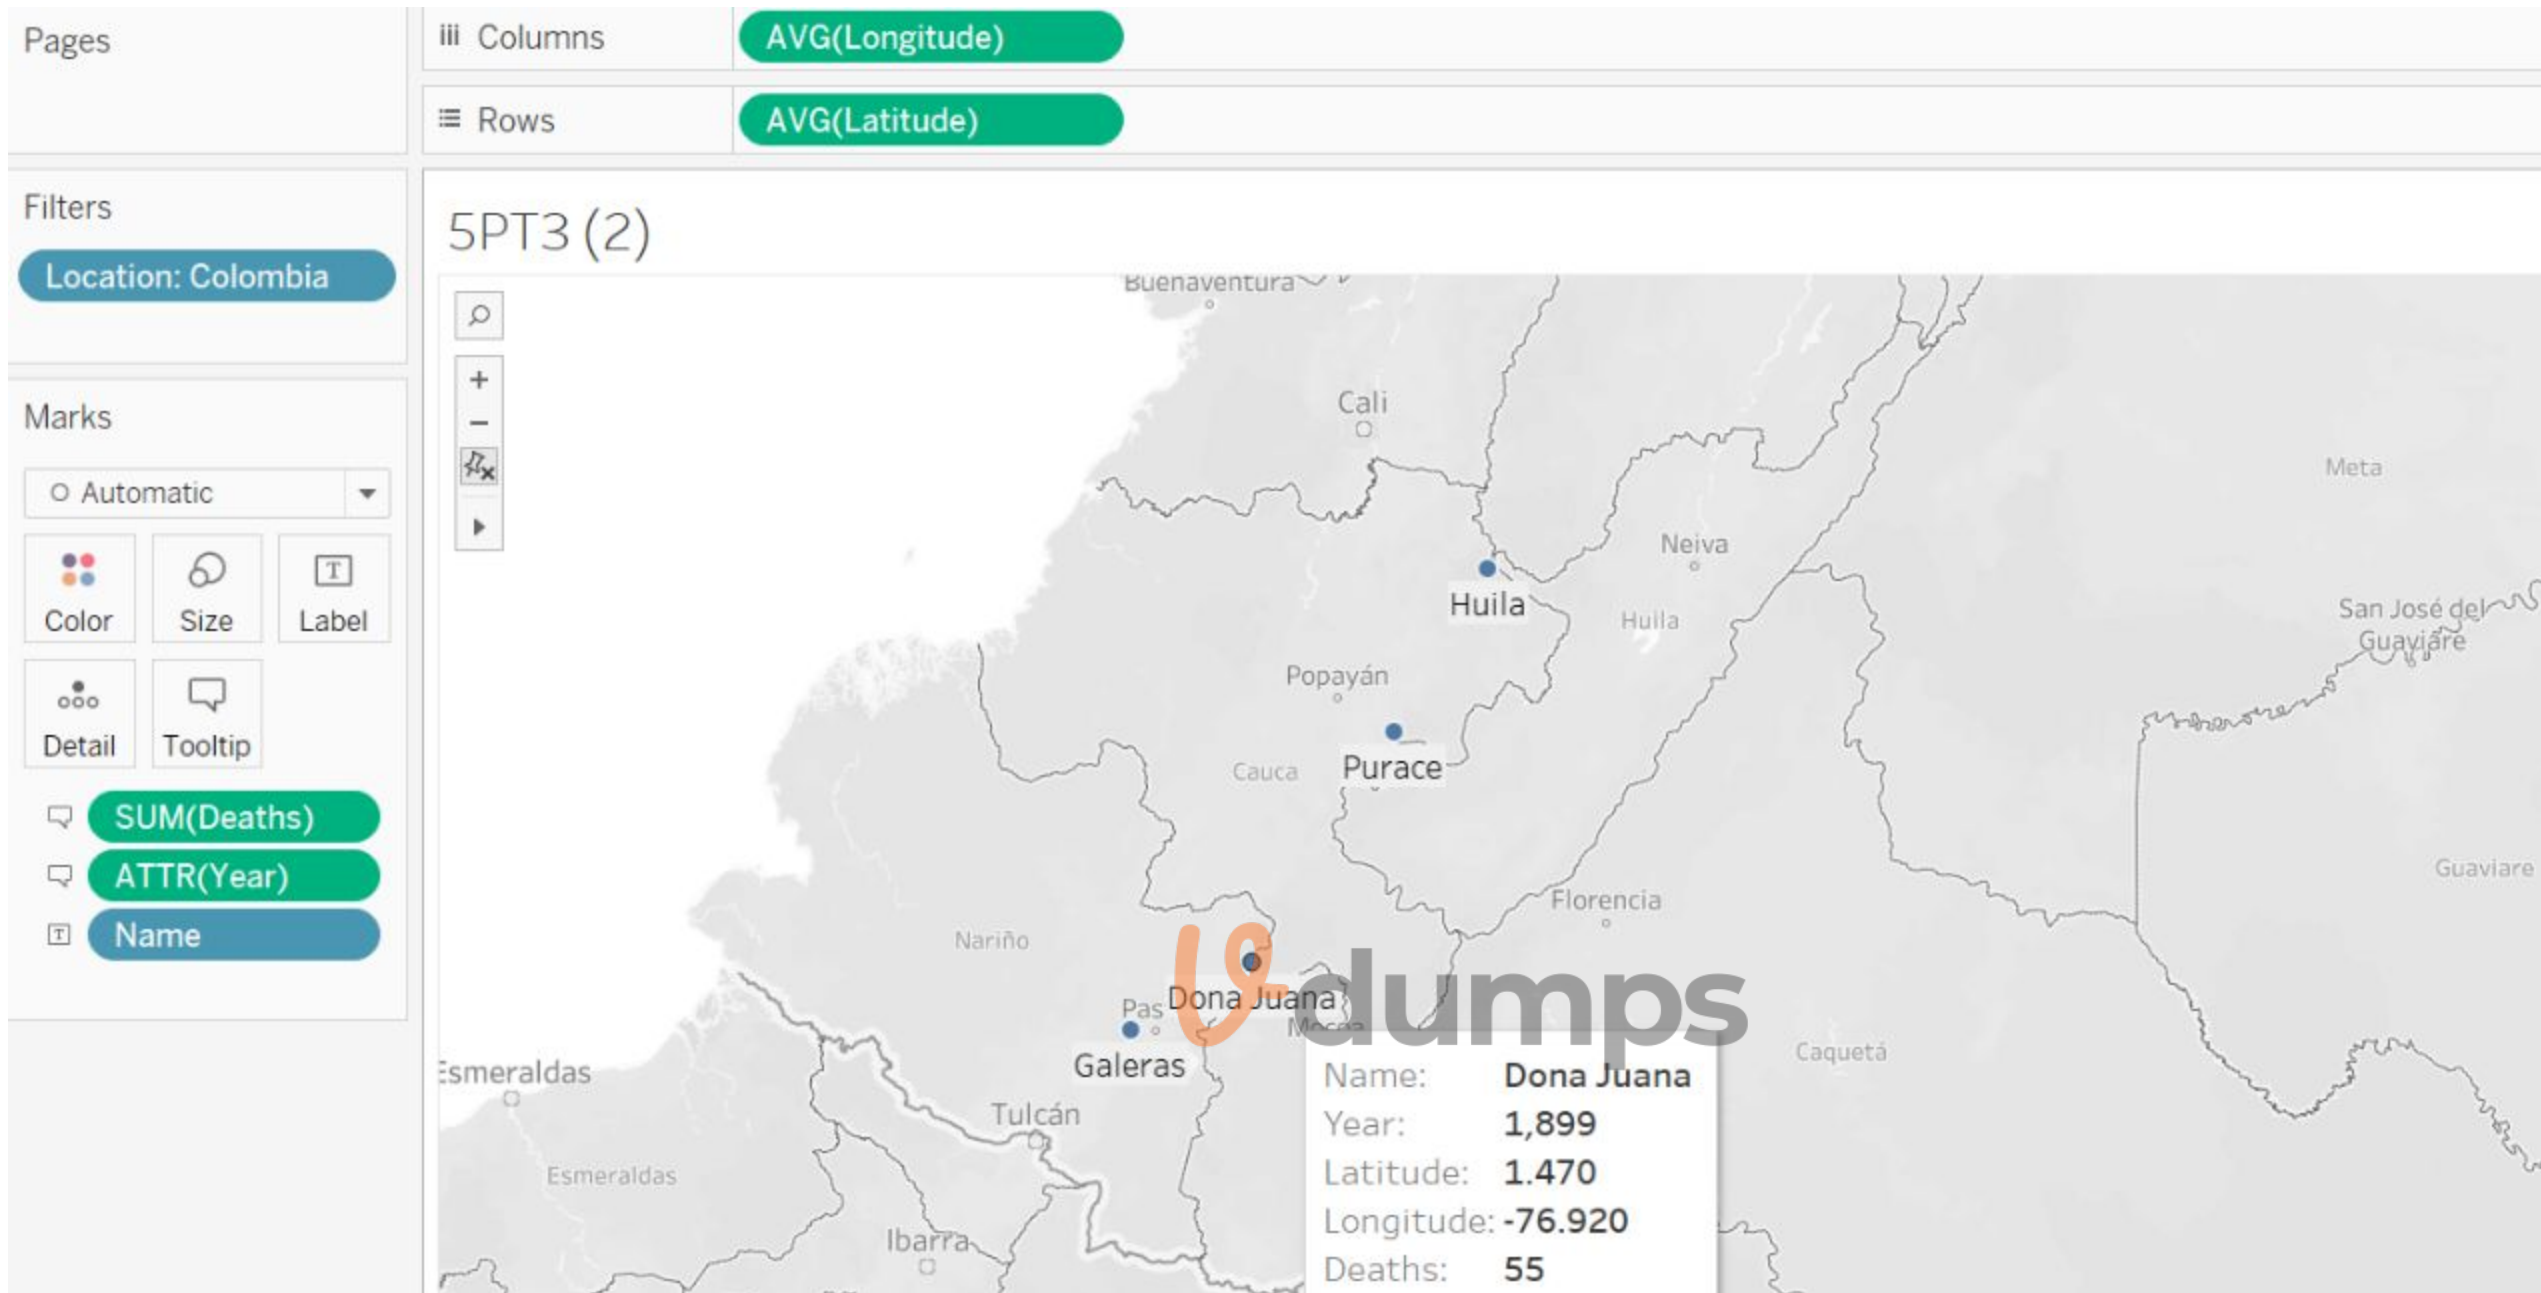 Pages
Columns
AVG(Longitude)
Rows
AVG(Latitude)
Filters
Location: Colombia
Marks
Automatic
Color
Size
Label
Detail
Tooltip
SUM(Deaths)
ATTR(Year)
T Name
5PT3 (2)
Buenaventura
Cali
Meta
Neiva
Huila
Huila
San José del
Guaviare
Popayán
Cauca
Purace
Guaviare
Florencia
Nariño
Dona Juana
Pas
Mocoa
dumps
Galeras
Caquetá
Esmeraldas
Tulcán
Esmeraldas
Ibarra
Name: Dona Juana
Year: 1,899
Latitude: 1.470
Longitude: -76.920
Deaths: 55